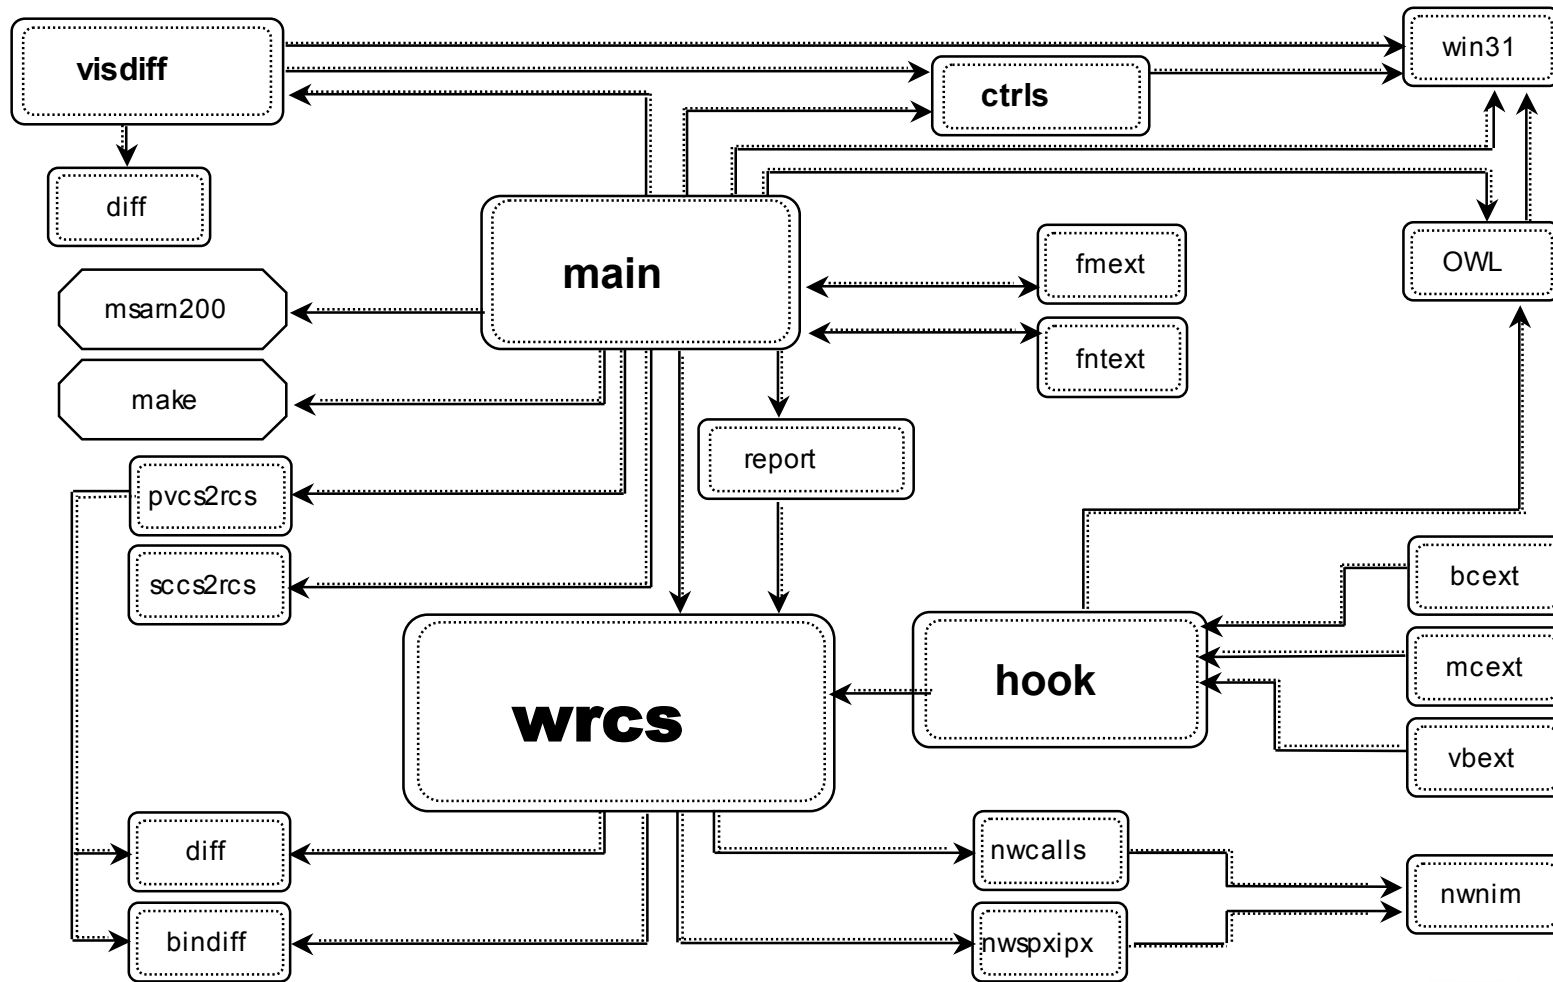 visdiff
win31
ctrls
diff
main
fmext
OWL
msarn200
fntext
make
report
pvcs2rcs
sccs2rcs
bcext
hook
mcext
wrcs
vbext
diff
nwcalls
nwnim
bindiff
nwspxipx